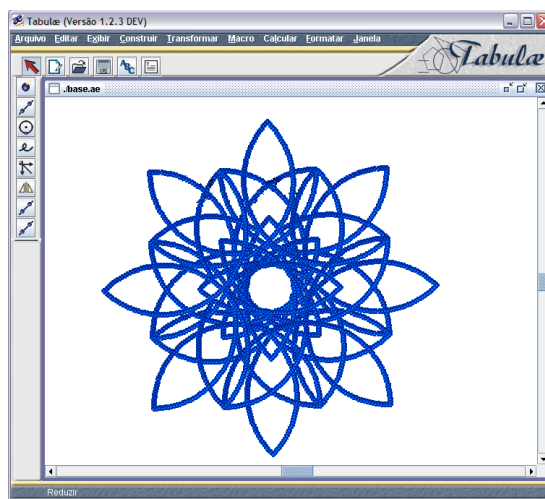 Tabulæ (Versão 1.2.3 DEV)
Arquivo Editar Exibir Construir Transformar Macro Calcular Formatar Janela
Tabulæ
ABC
./base.ae
Reduzir